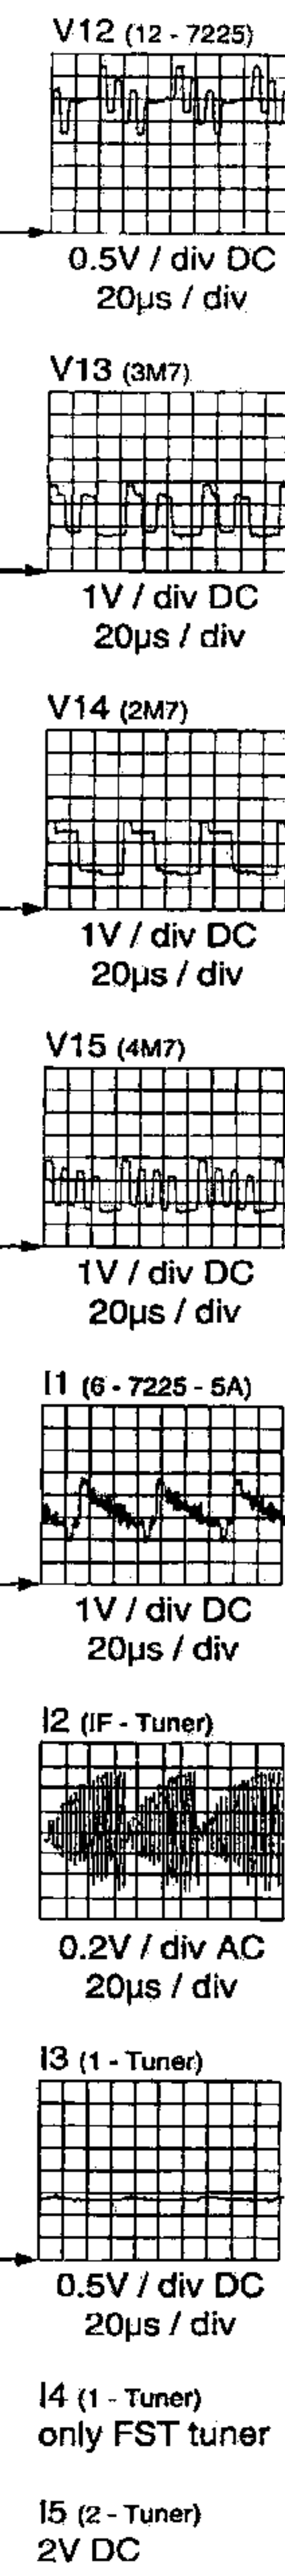 V12 (12 - 7225)
0.5V / div DC
20µs / div
V13 (3M7)
1V / div DC
20µs / div
V14 (2M7)
1V / div DC
20µs / div
V15 (4M7)
1V / div DC
20µs / div
I1 (6 - 7225 - 5A)
1V / div DC
20µs / div
I2 (IF - Tuner)
0.2V / div AC
20µs / div
I3 (1 - Tuner)
0.5V / div DC
20µs / div
I4 (1 - Tuner)
only FST tuner
I5 (2 - Tuner)
2V DC